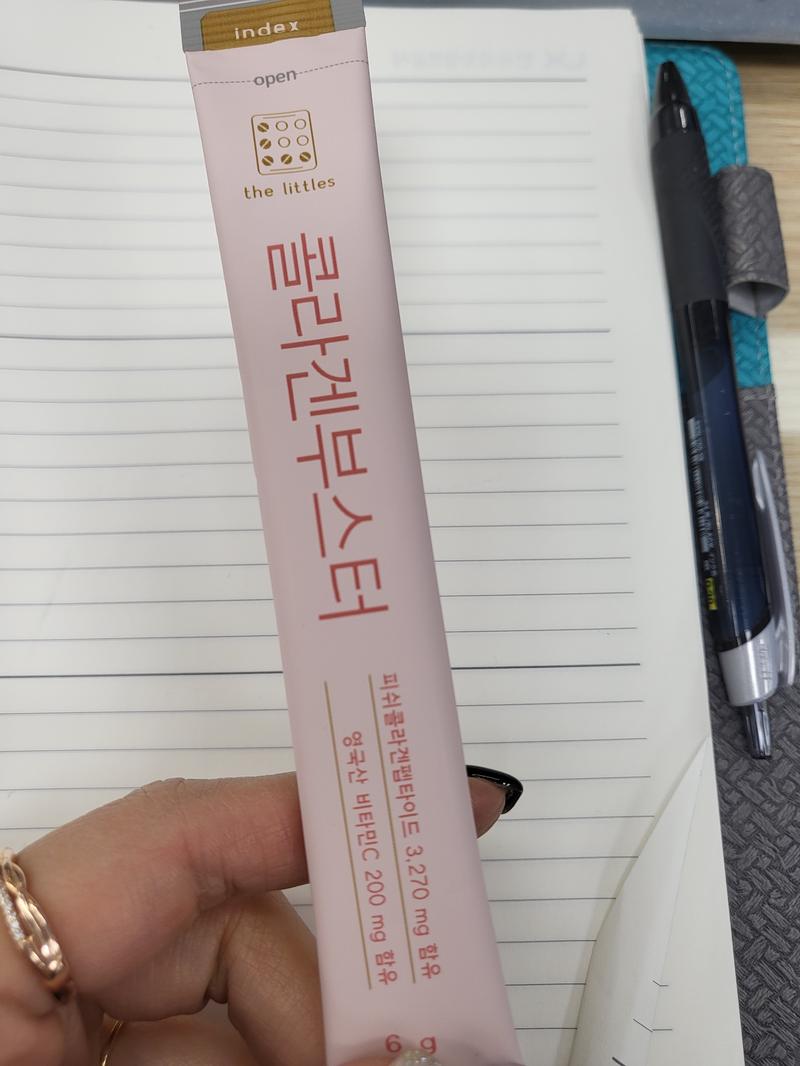 index
open
the littles
콜라겐부스터
피쉬콜라겐펩타이드 3,270 mg 함유
영국산 비타민C 200 mg 함유